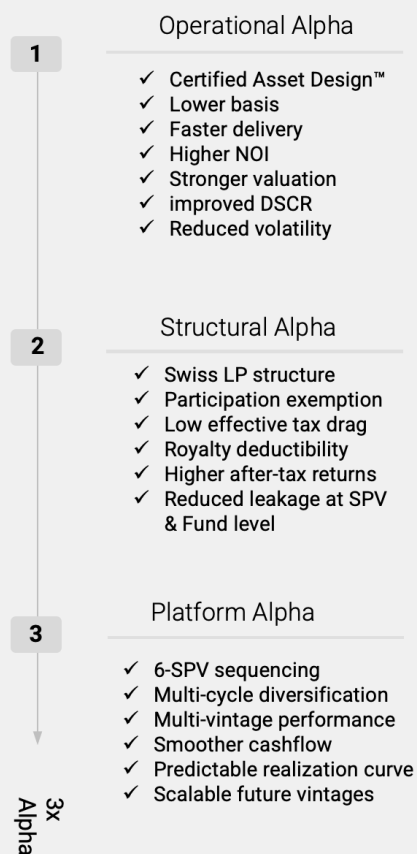 Operational Alpha
1
✓ Certified Asset Design™
✓ Lower basis
✓ Faster delivery
✓ Higher NOI
✓ Stronger valuation
✓ improved DSCR
✓ Reduced volatility
Structural Alpha
2
✓ Swiss LP structure
✓ Participation exemption
✓ Low effective tax drag
✓ Royalty deductibility
✓ Higher after-tax returns
✓ Reduced leakage at SPV
& Fund level
Platform Alpha
3
✓ 6-SPV sequencing
✓ Multi-cycle diversification
✓ Multi-vintage performance
✓ Smoother cashflow
✓ Predictable realization curve
✓ Scalable future vintages
3x
Alpha